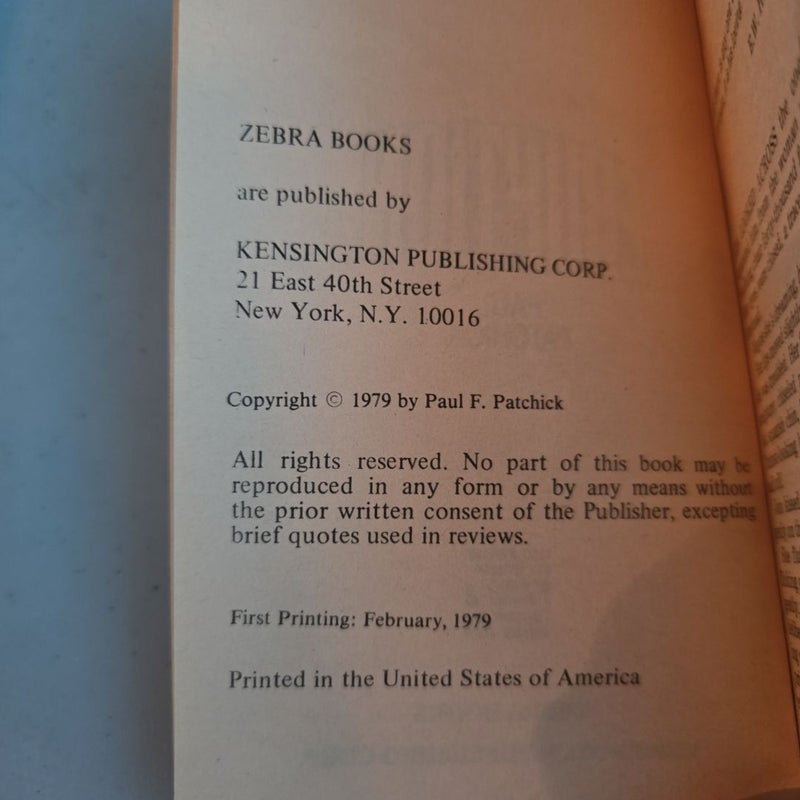 ZEBRA BOOKS
are published by
KENSINGTON PUBLISHING CORP.
21 East 40th Street
New York, N.Y. 10016
Copyright © 1979 by Paul F. Patchick
All rights reserved. No part of this book may be
reproduced in any form or by any means without
the prior written consent of the Publisher, excepting
brief quotes used in reviews.
First Printing: February, 1979
Printed in the United States of America